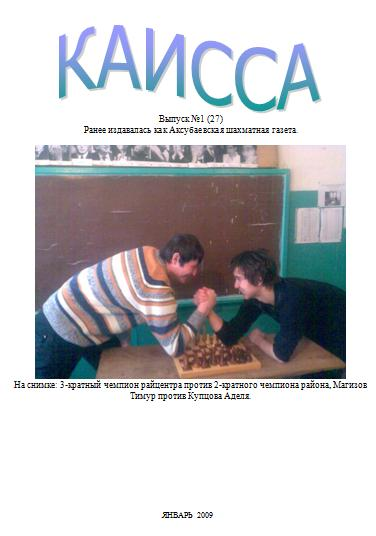 КАИССА
Выпуск №1 (27)
Ранее издавалась как Аксубаевская шахматная газета.
На снимке: 3-кратный чемпион райцентра против 2-кратного чемпиона района, Магизов
Тимур против Купцова Аделя.
ЯНВАРЬ 2009